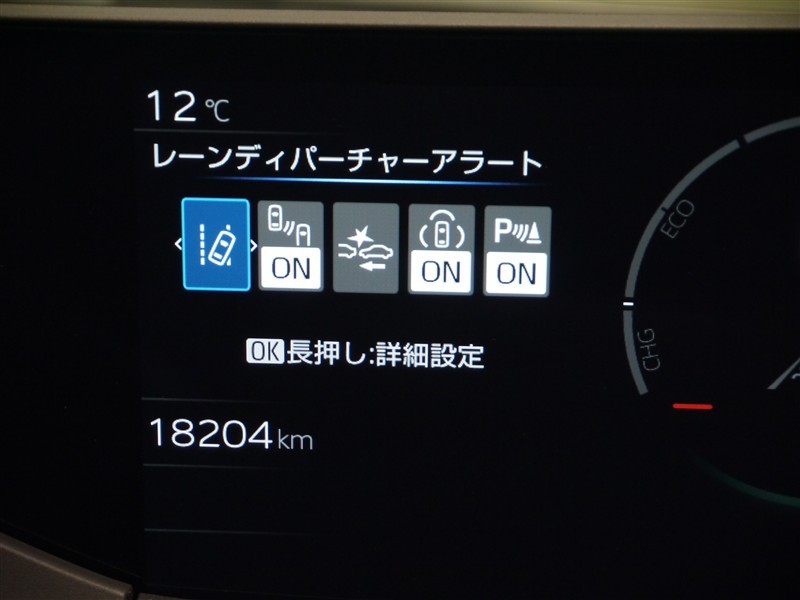 12℃
レーンディパーチャーアラート
ON
ON
P ON
OK長押し:詳細設定
18204km
ECO
CHG